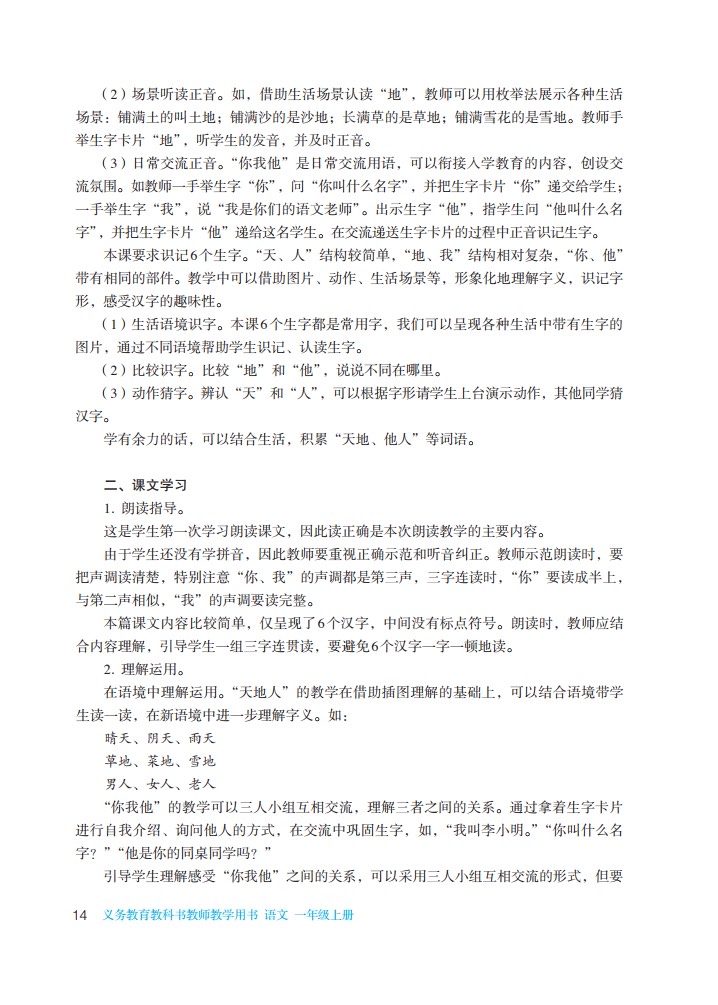 （2）场景听读正音。如，借助生活场景认读“地”，教师可以用枚举法展示各种生活
场景：铺满土的叫土地；铺满沙的是沙地；长满草的是草地；铺满雪花的是雪地。教师手
举生字卡片“地”，听学生的发音，并及时正音。
（3）日常交流正音。“你我他”是日常交流用语，可以衔接入学教育的内容，创设交
流氛围。如教师一手举生字“你”，问“你叫什么名字”，并把生字卡片“你”递交给学生；
一手举生字“我”，说“我是你们的语文老师”。出示生字“他”，指学生问“他叫什么名
字”，并把生字卡片“他”递给这名学生。在交流递送生字卡片的过程中正音识记生字。
本课要求识记6个生字。“天、人”结构较简单，“地、我”结构相对复杂，“你、他”
带有相同的部件。教学中可以借助图片、动作、生活场景等，形象化地理解字义，识记字
形，感受汉字的趣味性。
（1）生活语境识字。本课6个生字都是常用字，我们可以呈现各种生活中带有生字的
图片，通过不同语境帮助学生识记、认读生字。
（2）比较识字。比较“地”和“他”，说说不同在哪里。
（3）动作猜字。辨认“天”和“人”，可以根据字形请学生上台演示动作，其他同学猜
汉字。
学有余力的话，可以结合生活，积累“天地、他人”等词语。
二、课文学习
1. 朗读指导。
这是学生第一次学习朗读课文，因此读正确是本次朗读教学的主要内容。
由于学生还没有学拼音，因此教师要重视正确示范和听音纠正。教师示范朗读时，要
把声调读清楚，特别注意“你、我”的声调都是第三声，三字连读时，“你”要读成半上，
与第二声相似，“我”的声调要读完整。
本篇课文内容比较简单，仅呈现了6个汉字，中间没有标点符号。朗读时，教师应结
合内容理解，引导学生一组三字连贯读，要避免6个汉字一字一顿地读。
2. 理解运用。
在语境中理解运用。“天地人”的教学在借助插图理解的基础上，可以结合语境带学
生读一读，在新语境中进一步理解字义。如：
晴天、阴天、雨天
草地、菜地、雪地
男人、女人、老人
“你我他”的教学可以三人小组互相交流，理解三者之间的关系。通过拿着生字卡片
进行自我介绍、询问他人的方式，在交流中巩固生字，如，“我叫李小明。”“你叫什么名
字？”“他是你的同桌同学吗？”
引导学生理解感受“你我他”之间的关系，可以采用三人小组互相交流的形式，但要
14 义务教育教科书教师教学用书 语文 一年级上册